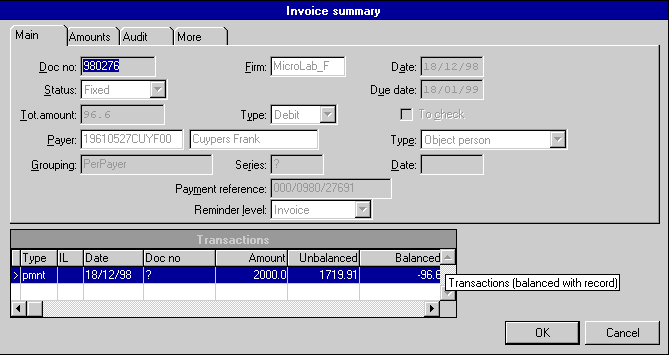 Invoice summary
Main Amounts Audit More
Doc no: 980276 Firm: MicroLab_F Date: 18/12/98
Status: Fixed Due date: 18/01/99
Tot.amount: 96.6 Type: Debit To check
Payer: 19610527CUYF00 Cuypers Frank Type: Object person
Grouping: PerPayer Series: ? Date:
Payment reference: 000/0980/27691
Reminder level: Invoice
Transactions
Type IL Date Doc no Amount Unbalanced Balanced
> pmnt 18/12/98 ? 2000.0 1719.91 -96.6
Transactions (balanced with record)
OK Cancel